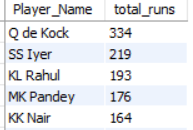 Player_Name total_runs
Q de Kock 334
SS Iyer 219
KL Rahul 193
MK Pandey 176
KK Nair 164